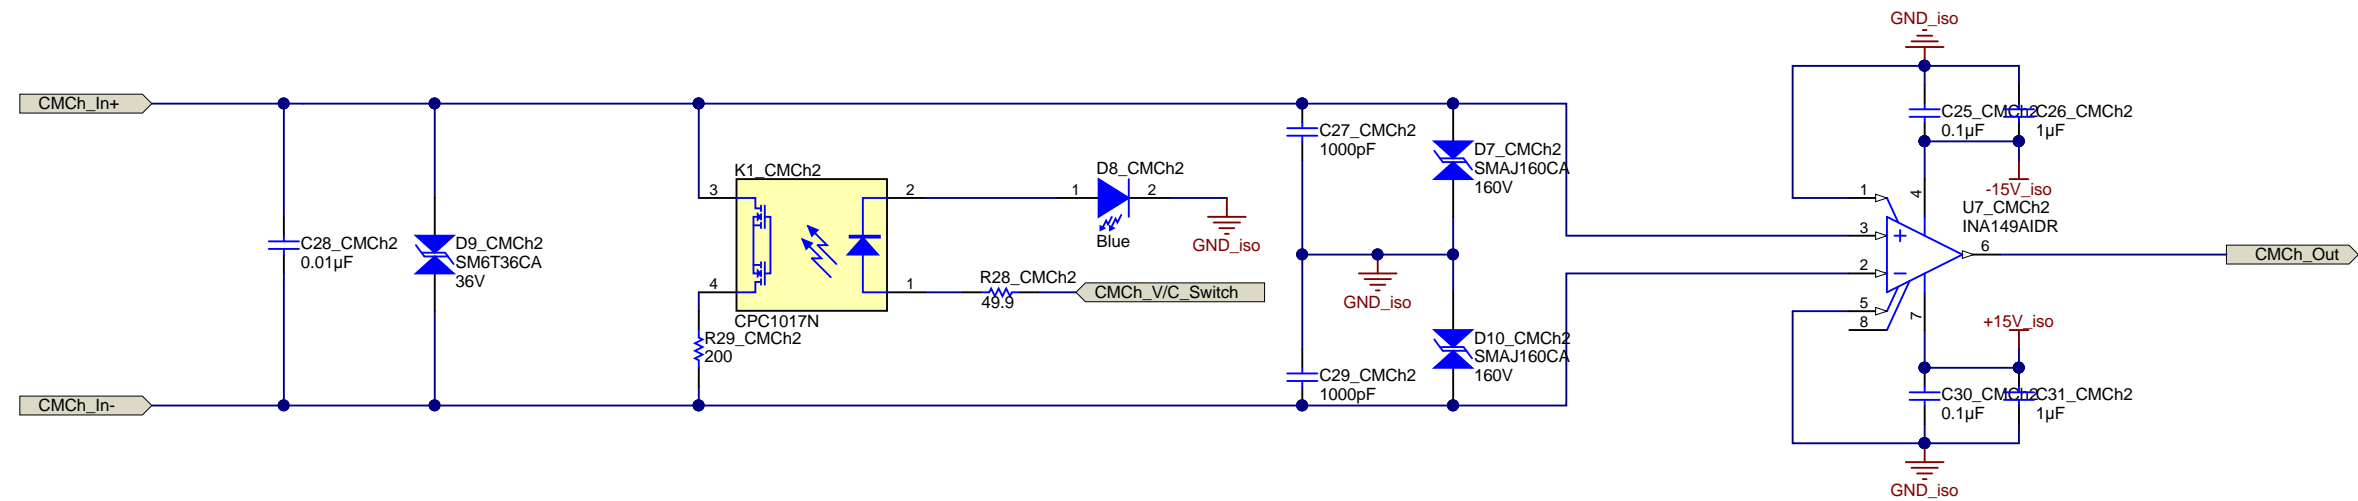 GND_iso
CMCh_In+
C25_CMCh2
0.1µF
C26_CMCh2
1µF
C27_CMCh2
1000pF
D7_CMCh2
SMAJ160CA
160V
K1_CMCh2
3
2
D8_CMCh2
1
2
Blue
GND_iso
-15V_iso
1
4
U7_CMCh2
INA149AIDR
3
6
CMCh_Out
C28_CMCh2
0.01µF
D9_CMCh2
SM6T36CA
36V
2
GND_iso
4
1
R28_CMCh2
49.9
CMCh_V/C_Switch
CPC1017N
5
8
7
+15V_iso
R29_CMCh2
200
D10_CMCh2
SMAJ160CA
160V
C29_CMCh2
1000pF
C30_CMCh2
0.1µF
C31_CMCh2
1µF
CMCh_In-
GND_iso